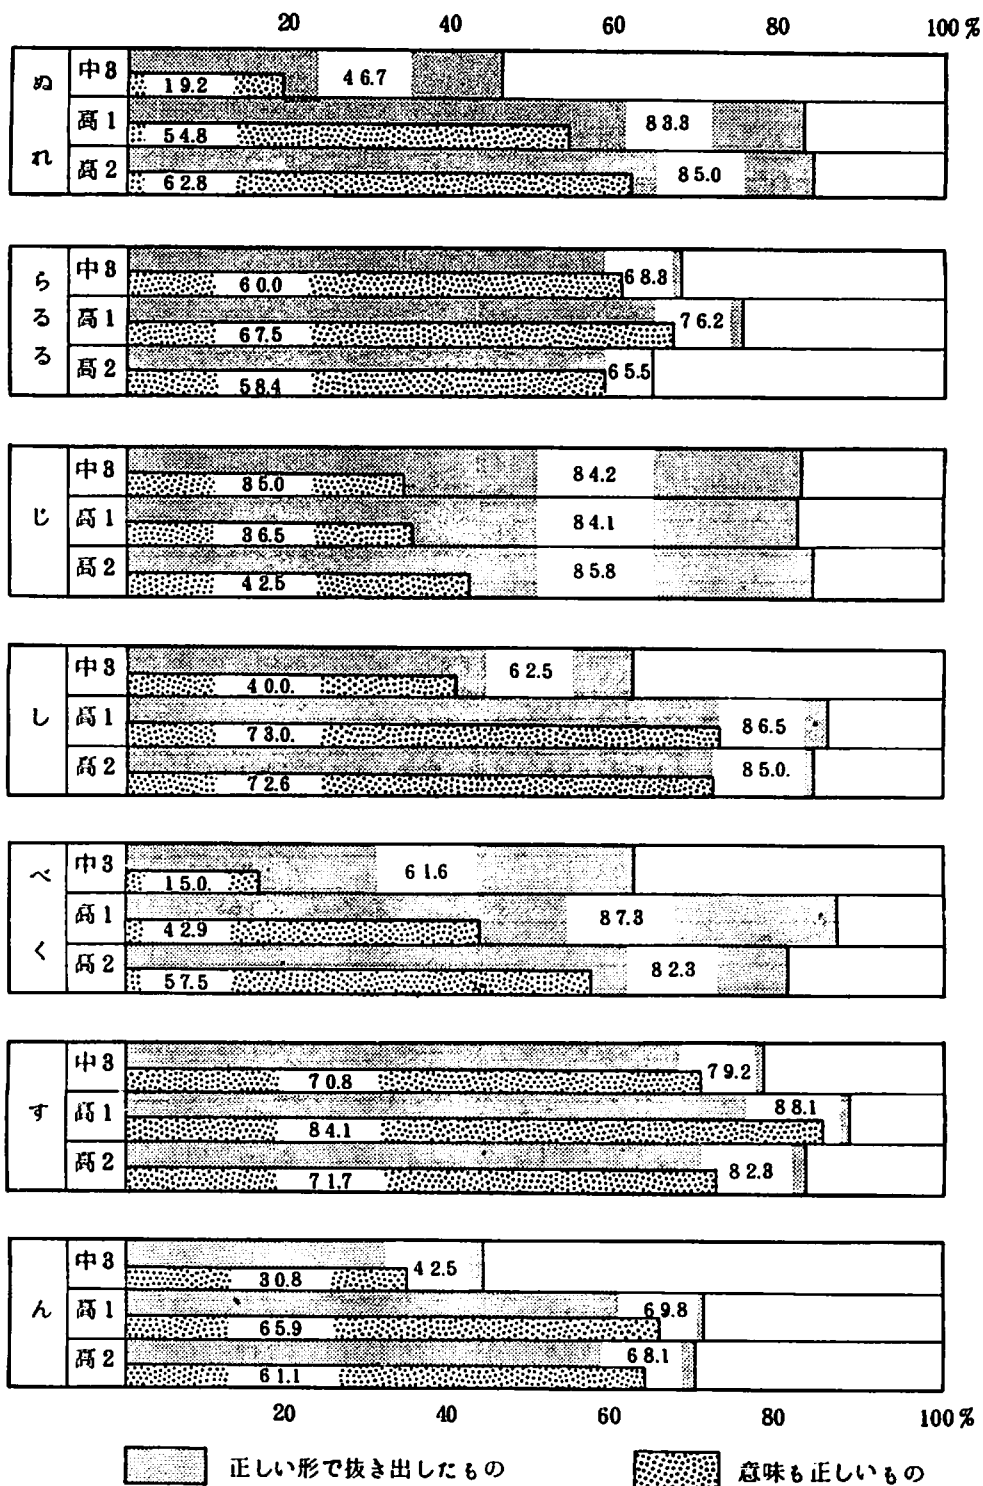 20 40 60 80 100%
ぬれ
中3 46.7
19.2
高1 83.3
54.8
高2 85.0
62.8
らるる
中3 68.3
60.0
高1 76.2
67.5
高2 65.5
58.4
じ
中3 84.2
35.0
高1 84.1
36.5
高2 85.8
42.5
し
中3 62.5
40.0.
高1 86.5
73.0.
高2 85.0.
72.6
べく
中3 61.6
15.0.
高1 87.3
42.9
高2 82.3
57.5
す
中3 79.2
70.8
高1 88.1
84.1
高2 82.3
71.7
ん
中3 42.5
30.8
高1 69.8
65.9
高2 68.1
61.1
20 40 60 80 100%
正しい形で抜き出したもの 意味も正しいもの